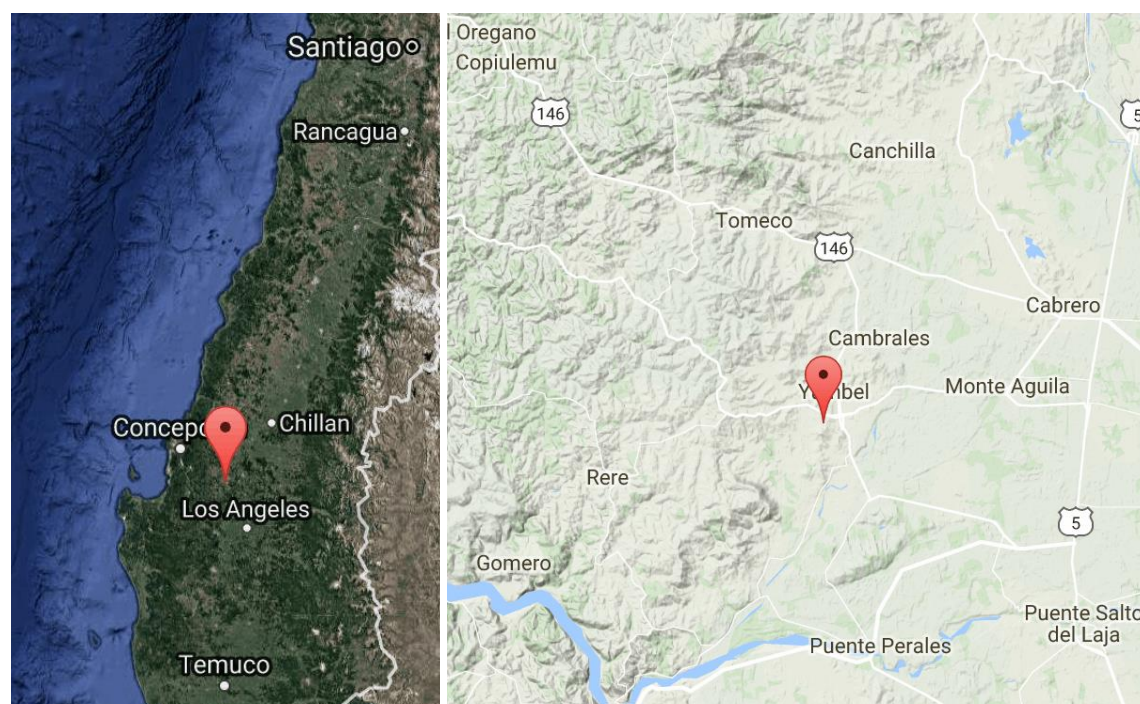 Santiago
Rancagua
Chillan
Los Angeles
Temuco
l Oregano
Copiulemu
146
5
Canchilla
Tomeco
146
Cabrero
Cambrales
Monte Aguila
Rere
5
Gomero
Puente Salto
del Laja
Puente Perales